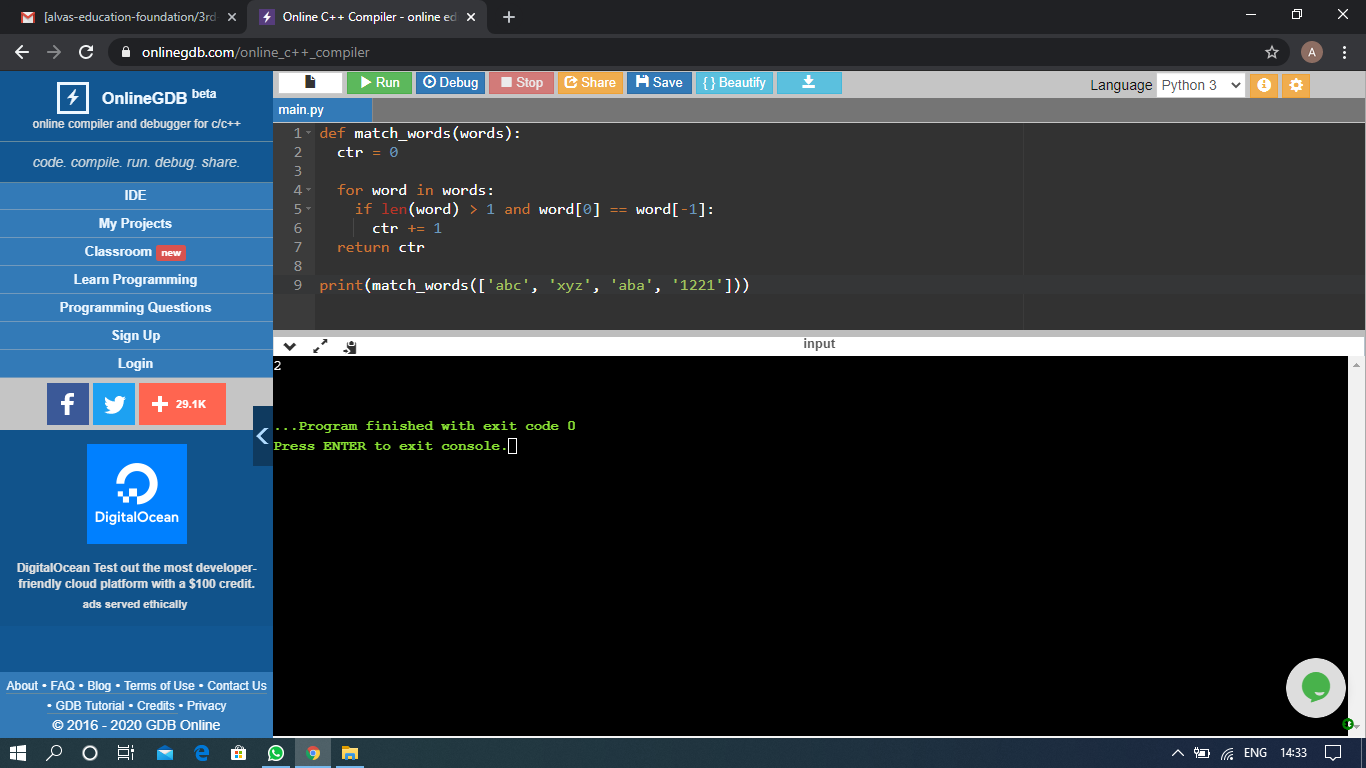 [alvas-education-foundation/3rd
Online C++ Compiler - online ed
onlinegdb.com/online_c++_compiler
A
OnlineGDB beta
online compiler and debugger for c/c++
code. compile. run. debug. share.
IDE
My Projects
Classroom new
Learn Programming
Programming Questions
Sign Up
Login
f
29.1K
DigitalOcean
DigitalOcean Test out the most developer-
friendly cloud platform with a $100 credit.
ads served ethically
About • FAQ • Blog • Terms of Use • Contact Us
• GDB Tutorial • Credits • Privacy
© 2016 - 2020 GDB Online
Run Debug Stop Share Save { } Beautify
Language Python 3
main.py
1 def match_words(words):
2 ctr = 0
3
4 for word in words:
5 if len(word) > 1 and word[0] == word[-1]:
6 ctr += 1
7 return ctr
8
9 print(match_words(['abc', 'xyz', 'aba', '1221']))
input
2
...Program finished with exit code 0
Press ENTER to exit console.
ENG 14:33